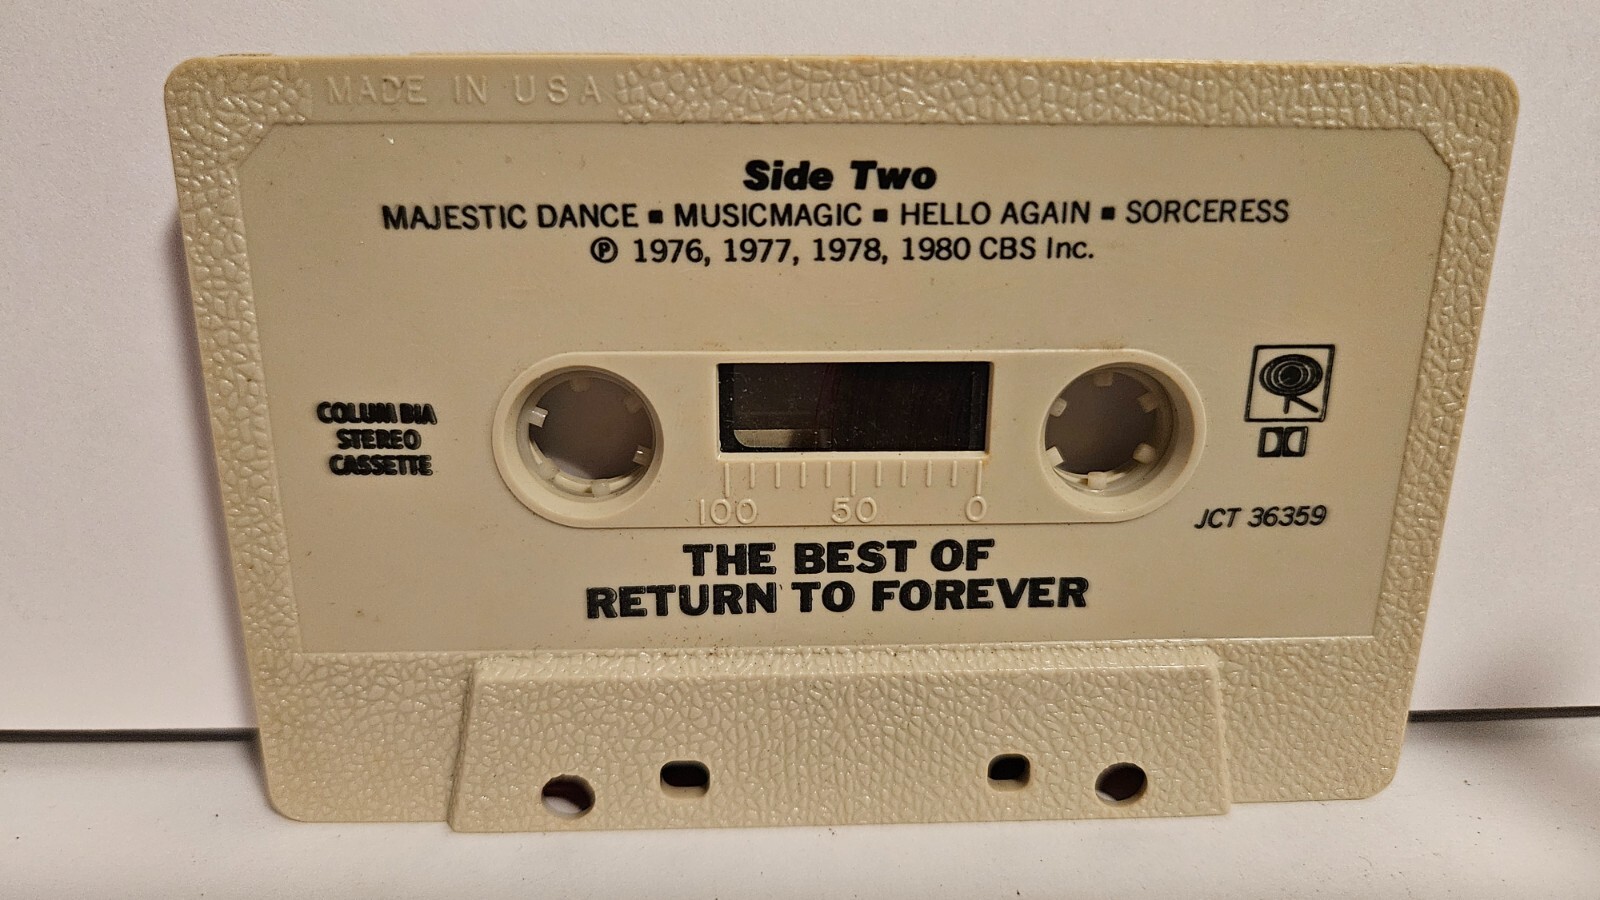 MADE IN USA
Side Two
MAJESTIC DANCE ■ MUSICMAGIC ■ HELLO AGAIN ■ SORCERESS
℗ 1976, 1977, 1978, 1980 CBS Inc.
COLUMBIA
STEREO
CASSETTE
100 50 0
JCT 36359
THE BEST OF
RETURN TO FOREVER